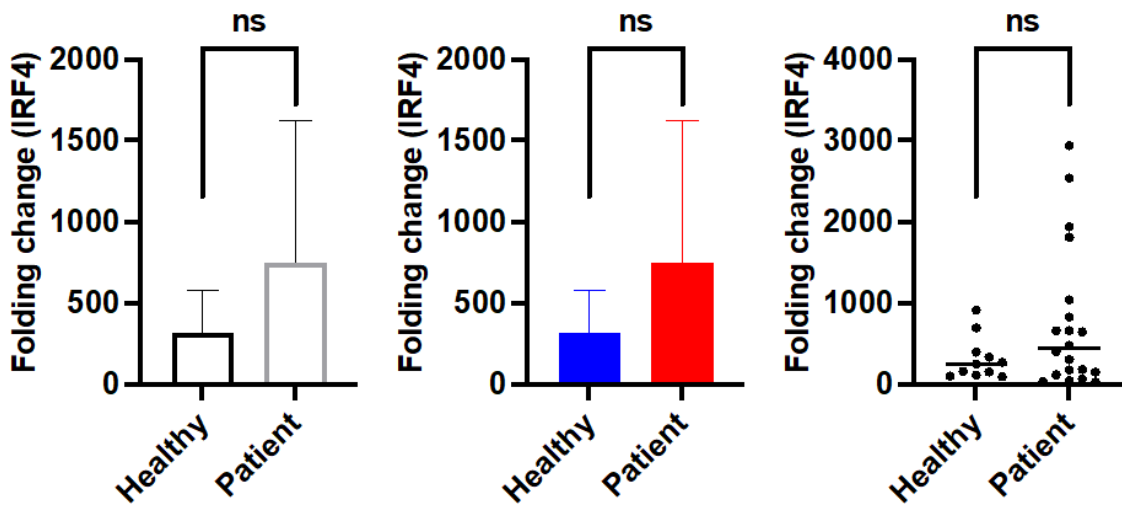 ns
Folding change (IRF4)
2000
1500
1000
500
0
Healthy
Patient
ns
Folding change (IRF4)
2000
1500
1000
500
0
Healthy
Patient
ns
Folding change (IRF4)
4000
3000
2000
1000
0
Healthy
Patient